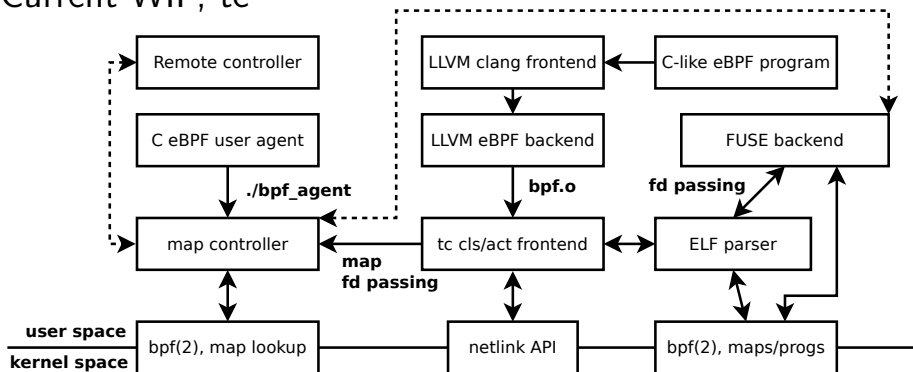 Current WIP, tc
Remote controller
LLVM clang frontend
C-like eBPF program
C eBPF user agent
LLVM eBPF backend
FUSE backend
./bpf_agent
bpf.o
fd passing
map controller
tc cls/act frontend
ELF parser
map
fd passing
user space
kernel space
bpf(2), map lookup
netlink API
bpf(2), maps/progs